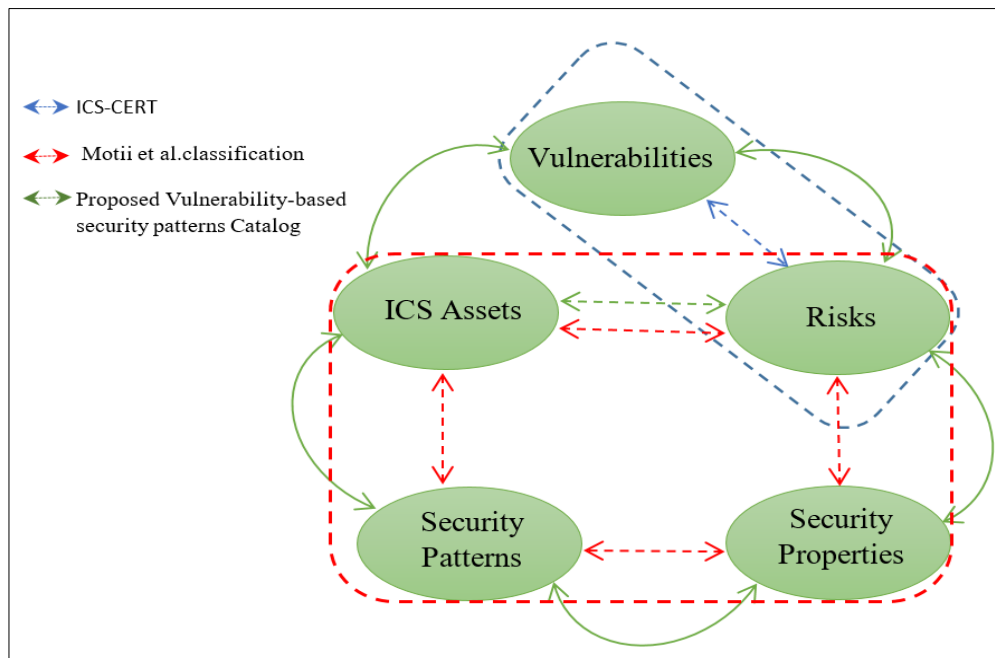 ICS-CERT
Motii et al.classification
Proposed Vulnerability-based
security patterns Catalog
Vulnerabilities
ICS Assets
Risks
Security
Patterns
Security
Properties